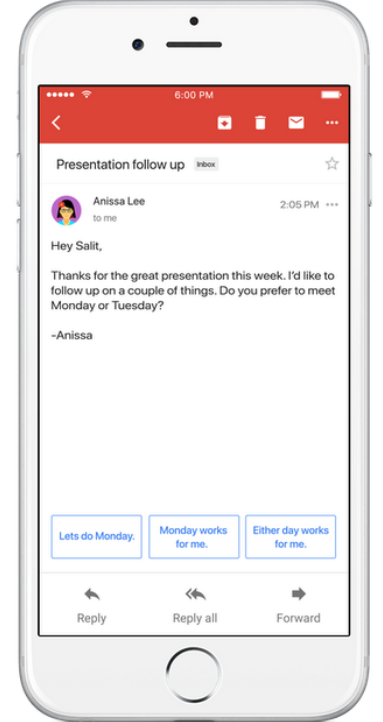 6:00 PM
Presentation follow up Inbox
Anissa Lee 2:05 PM
to me
Hey Salit,
Thanks for the great presentation this week. I'd like to
follow up on a couple of things. Do you prefer to meet
Monday or Tuesday?
-Anissa
Lets do Monday.
Monday works
for me.
Either day works
for me.
Reply Reply all Forward